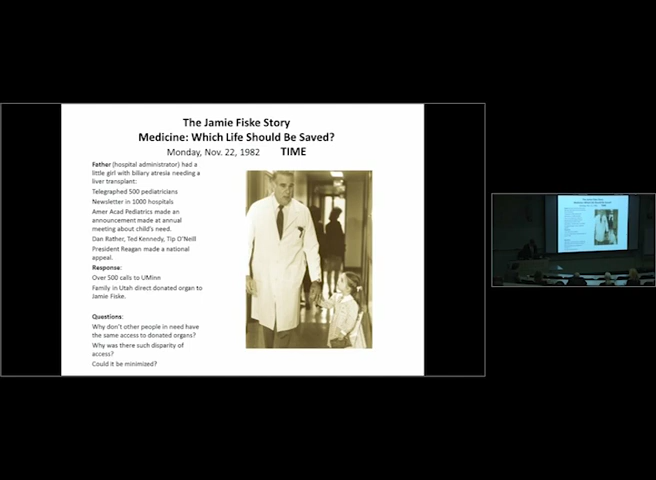 The Jamie Fiske Story
Medicine: Which Life Should Be Saved?
Monday, Nov. 22, 1982 TIME
Father (hospital administrator) had a
little girl with biliary atresia needing a
liver transplant:
Telegraphed 500 pediatricians
Newsletter in 1000 hospitals
Amer Acad Pediatrics made an
announcement made at annual
meeting about child's need.
Dan Rather, Ted Kennedy, Tip O'Neill
President Reagan made a national
appeal.
Response:
Over 500 calls to UMinn
Family in Utah direct donated organ to
Jamie Fiske.
Questions:
Why don't other people in need have
the same access to donated organs?
Why was there such disparity of
access?
Could it be minimized?